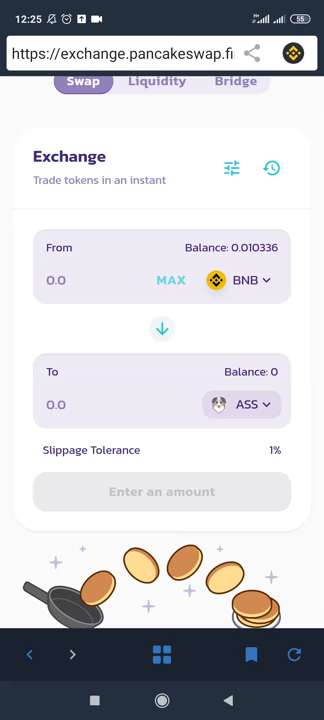 12:25
55
https://exchange.pancakeswap.fi
Swap
Liquidity
Bridge
Exchange
Trade tokens in an instant
From
Balance: 0.010336
0.0
MAX
BNB
To
Balance: 0
0.0
ASS
Slippage Tolerance
1%
Enter an amount